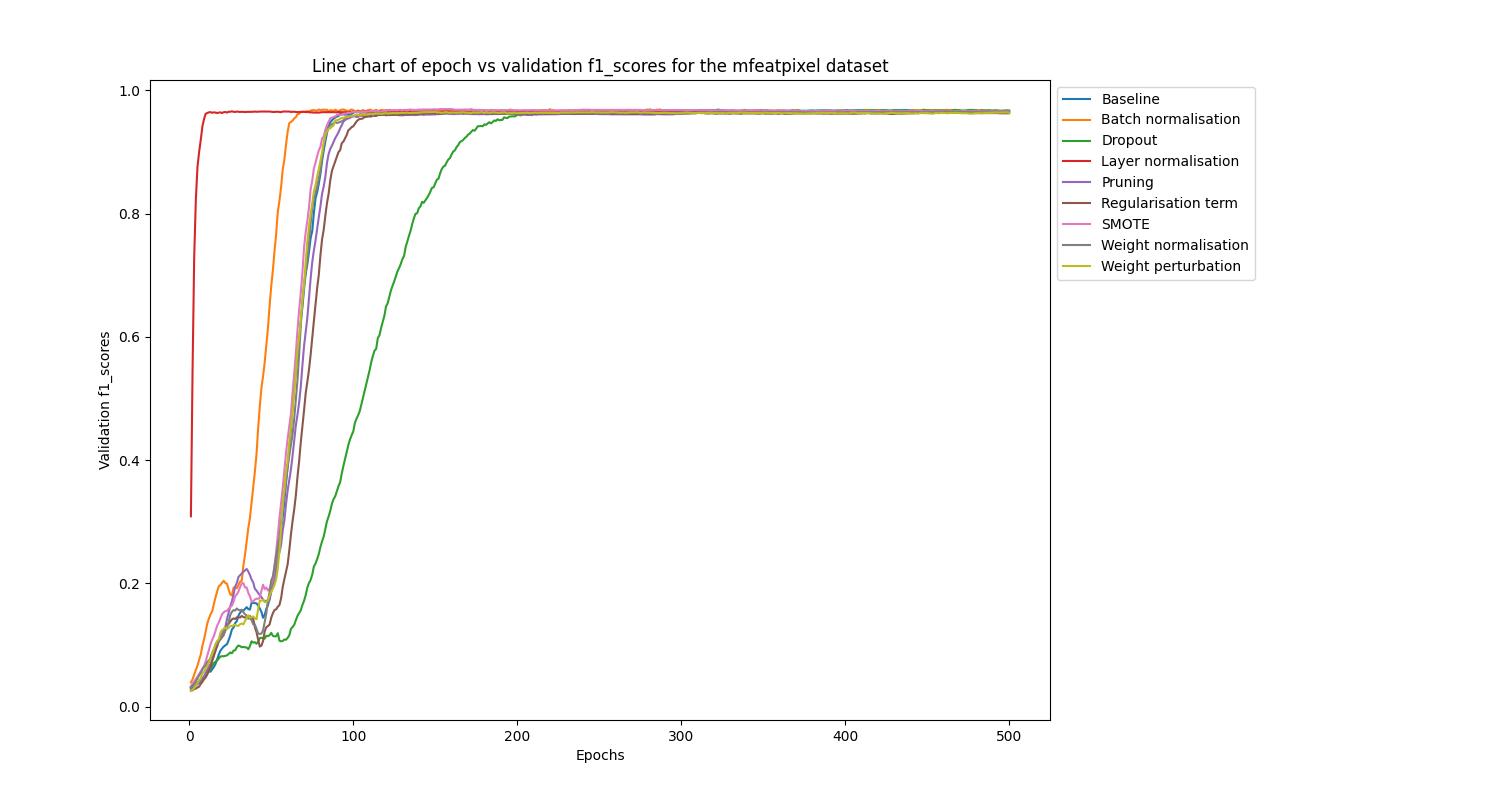 Line chart of epoch vs validation f1_scores for the mfeatpixel dataset
1.0
0.8
0.6
0.4
0.2
0.0
Validation f1_scores
0 100 200 300 400 500
Epochs
Baseline
Batch normalisation
Dropout
Layer normalisation
Pruning
Regularisation term
SMOTE
Weight normalisation
Weight perturbation